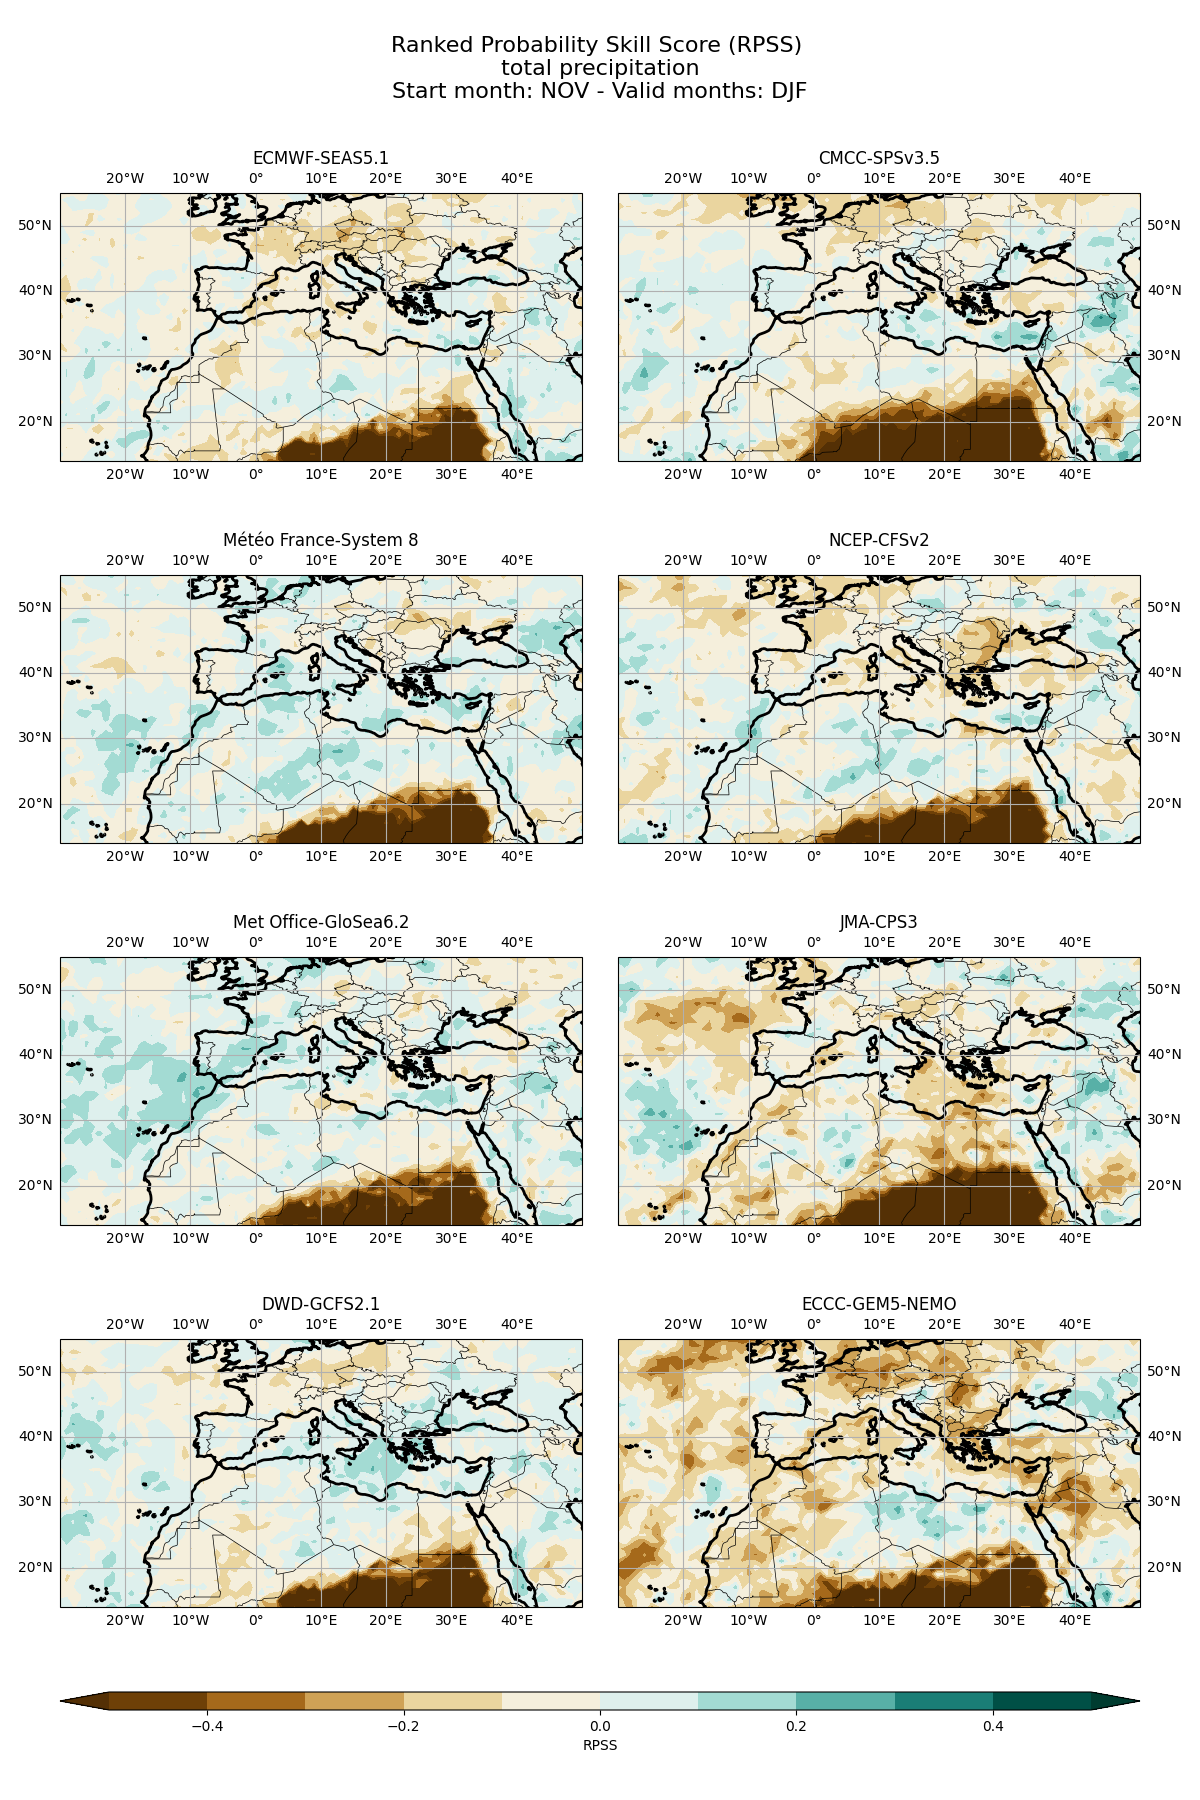 Ranked Probability Skill Score (RPSS)
total precipitation
Start month: NOV - Valid months: DJF
ECMWF-SEAS5.1
20°W 10°W 0° 10°E 20°E 30°E 40°E
50°N
40°N
30°N
20°N
20°W 10°W 0° 10°E 20°E 30°E 40°E
CMCC-SPSv3.5
20°W 10°W 0° 10°E 20°E 30°E 40°E
50°N
40°N
30°N
20°N
20°W 10°W 0° 10°E 20°E 30°E 40°E
Météo France-System 8
20°W 10°W 0° 10°E 20°E 30°E 40°E
50°N
40°N
30°N
20°N
20°W 10°W 0° 10°E 20°E 30°E 40°E
NCEP-CFSv2
20°W 10°W 0° 10°E 20°E 30°E 40°E
50°N
40°N
30°N
20°N
20°W 10°W 0° 10°E 20°E 30°E 40°E
Met Office-GloSea6.2
20°W 10°W 0° 10°E 20°E 30°E 40°E
50°N
40°N
30°N
20°N
20°W 10°W 0° 10°E 20°E 30°E 40°E
JMA-CPS3
20°W 10°W 0° 10°E 20°E 30°E 40°E
50°N
40°N
30°N
20°N
20°W 10°W 0° 10°E 20°E 30°E 40°E
DWD-GCFS2.1
20°W 10°W 0° 10°E 20°E 30°E 40°E
50°N
40°N
30°N
20°N
20°W 10°W 0° 10°E 20°E 30°E 40°E
ECCC-GEM5-NEMO
20°W 10°W 0° 10°E 20°E 30°E 40°E
50°N
40°N
30°N
20°N
20°W 10°W 0° 10°E 20°E 30°E 40°E
−0.4 −0.2 0.0 0.2 0.4
RPSS